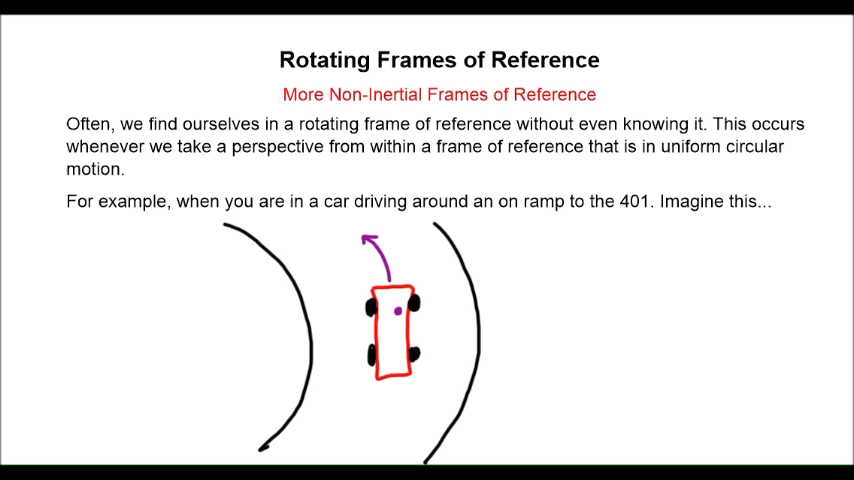 Rotating Frames of Reference
More Non-Inertial Frames of Reference
Often, we find ourselves in a rotating frame of reference without even knowing it. This occurs
whenever we take a perspective from within a frame of reference that is in uniform circular
motion.
For example, when you are in a car driving around an on ramp to the 401. Imagine this...